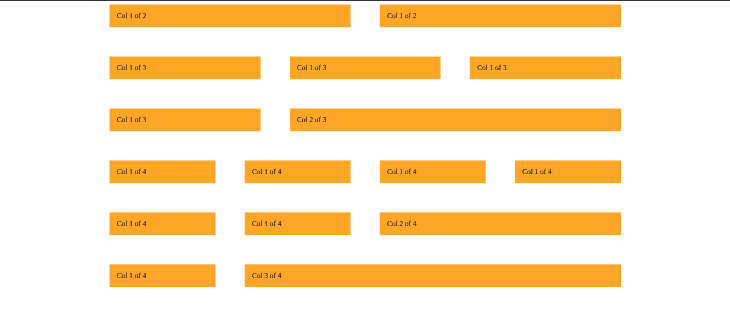 Col 1 of 2 Col 1 of 2
Col 1 of 3 Col 1 of 3 Col 1 of 3
Col 1 of 3 Col 2 of 3
Col 1 of 4 Col 1 of 4 Col 1 of 4 Col 1 of 4
Col 1 of 4 Col 1 of 4 Col 2 of 4
Col 1 of 4 Col 3 of 4